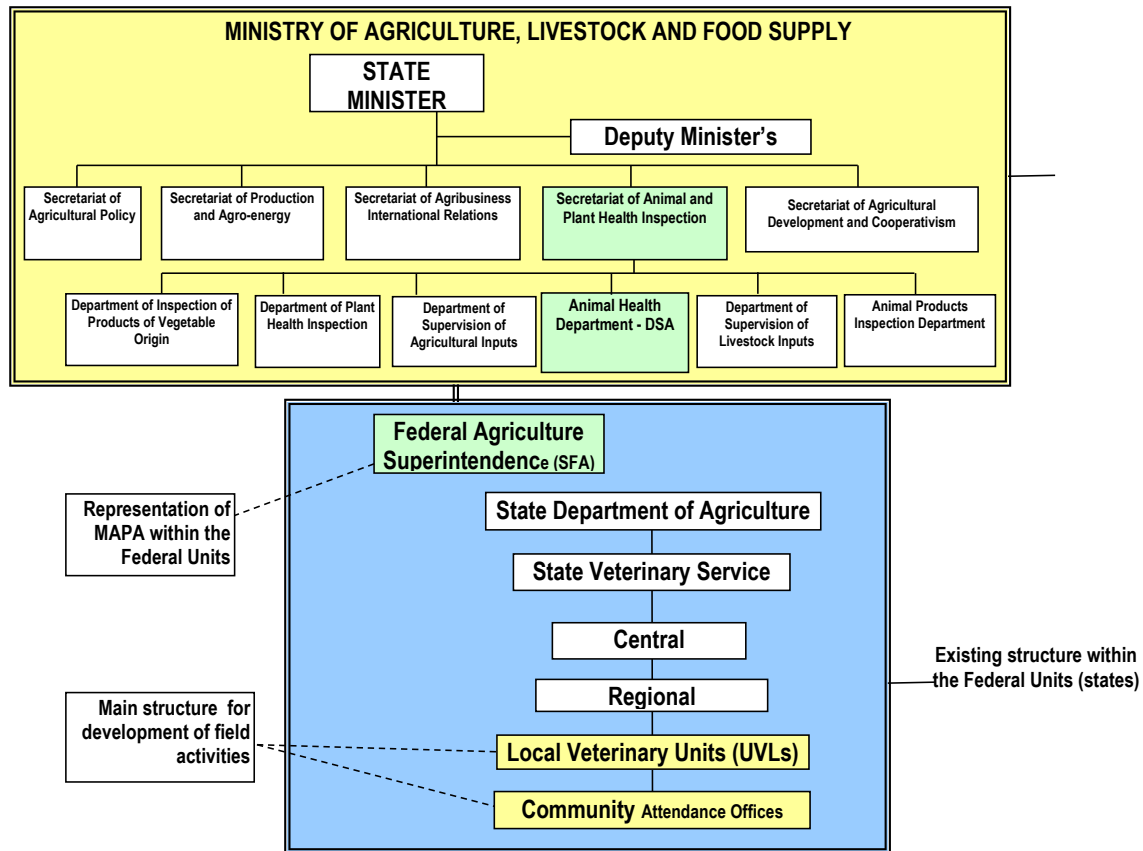 MINISTRY OF AGRICULTURE, LIVESTOCK AND FOOD SUPPLY
STATE
MINISTER
Deputy Minister's
Secretariat of
Agricultural Policy
Secretariat of Production
and Agro-energy
Secretariat of Agribusiness
International Relations
Secretariat of Animal and
Plant Health Inspection
Secretariat of Agricultural
Development and Cooperativism
Department of Inspection of
Products of Vegetable
Origin
Department of Plant
Health Inspection
Department of
Supervision of
Agricultural Inputs
Animal Health
Department - DSA
Department of
Supervision of
Livestock Inputs
Animal Products
Inspection Department
Federal Agriculture
Superintendence (SFA)
Representation of
MAPA within the
Federal Units
State Department of Agriculture
State Veterinary Service
Central
Regional
Existing structure within
the Federal Units (states)
Main structure for
development of field
activities
Local Veterinary Units (UVLs)
Community Attendance Offices